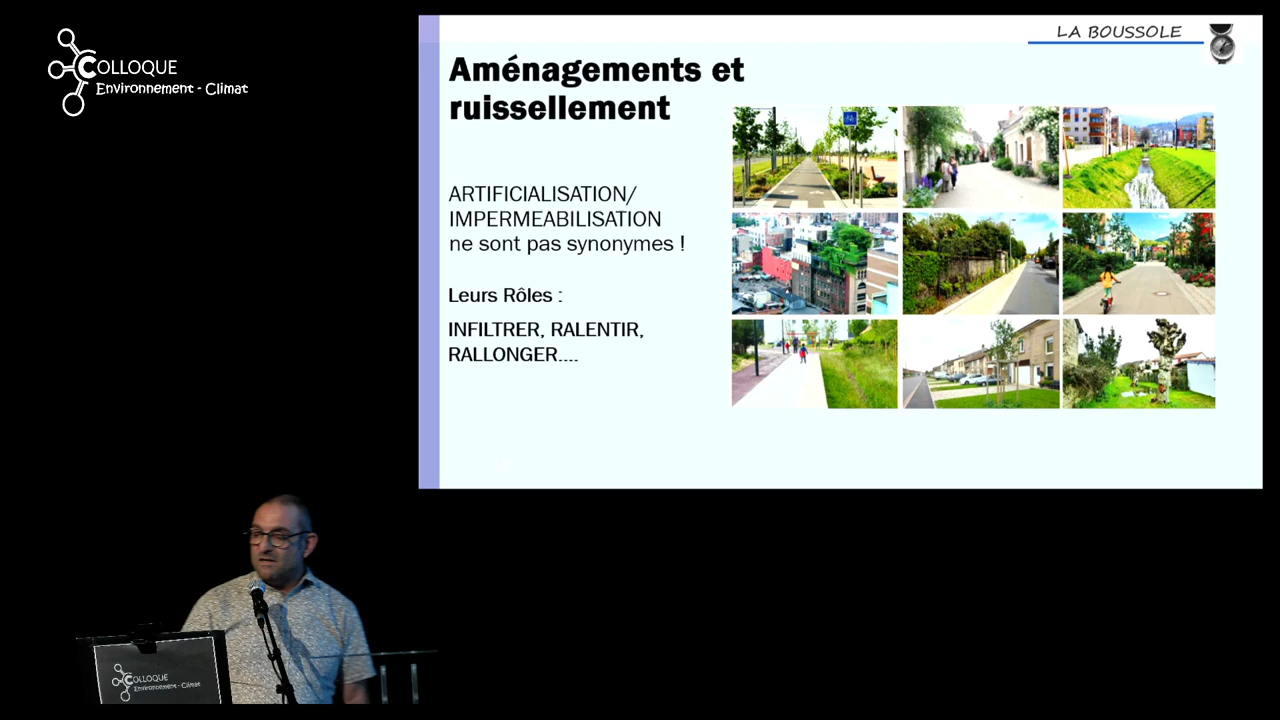 COLLOQUE
Environnement - Climat
LA BOUSSOLE
Aménagements et
ruissellement
ARTIFICIALISATION/
IMPERMEABILISATION
ne sont pas synonymes !
Leurs Rôles :
INFILTRER, RALENTIR,
RALLONGER....
COLLOQUE
Environnement - Climat